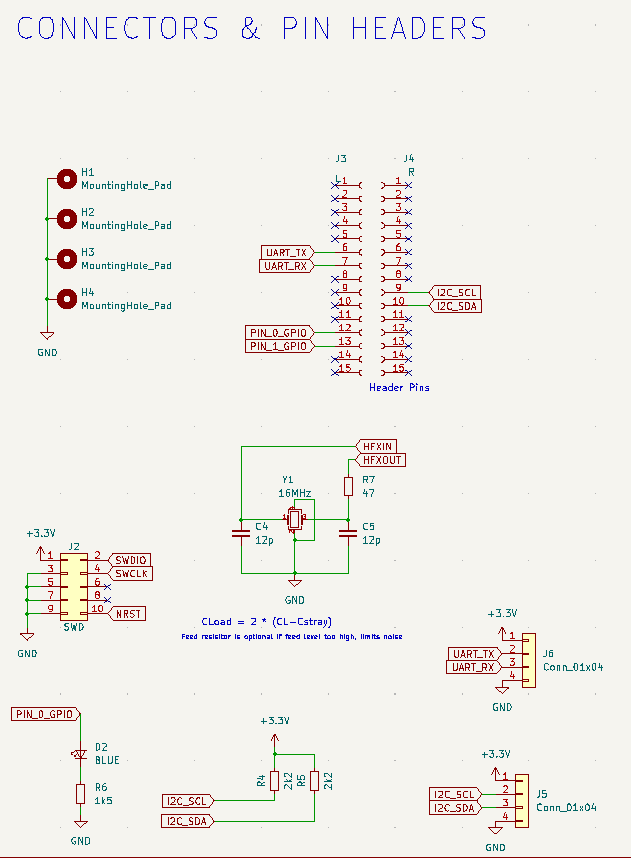 CONNECTORS & PIN HEADERS
J3
J4
L
R
1 1
2 2
3 3
4 4
5 5
UART_TX 6 6
UART_RX 7 7
8 8
9 9 I2C_SCL
10 10 I2C_SDA
11 11
PIN_0_GPIO 12 12
PIN_1_GPIO 13 13
14 14
15 15
Header Pins
H1
MountingHole_Pad
H2
MountingHole_Pad
H3
MountingHole_Pad
H4
MountingHole_Pad
GND
HFXIN
HFXOUT
Y1
16MHz
R7
47
C4
12p
C5
12p
GND
CLoad = 2 * (CL-Cstray)
Feed resistor is optional if feed level too high, limits noise
+3.3V
J2
1 2 SWDIO
3 4 SWCLK
5 6
7 8
9 10 NRST
SWD
GND
+3.3V
1
UART_TX 2
UART_RX 3
4
J6
Conn_01x04
GND
PIN_0_GPIO
D2
BLUE
R6
1k5
GND
+3.3V
R4
2k2
R5
2k2
I2C_SCL
I2C_SDA
+3.3V
1
I2C_SCL 2
I2C_SDA 3
4
J5
Conn_01x04
GND